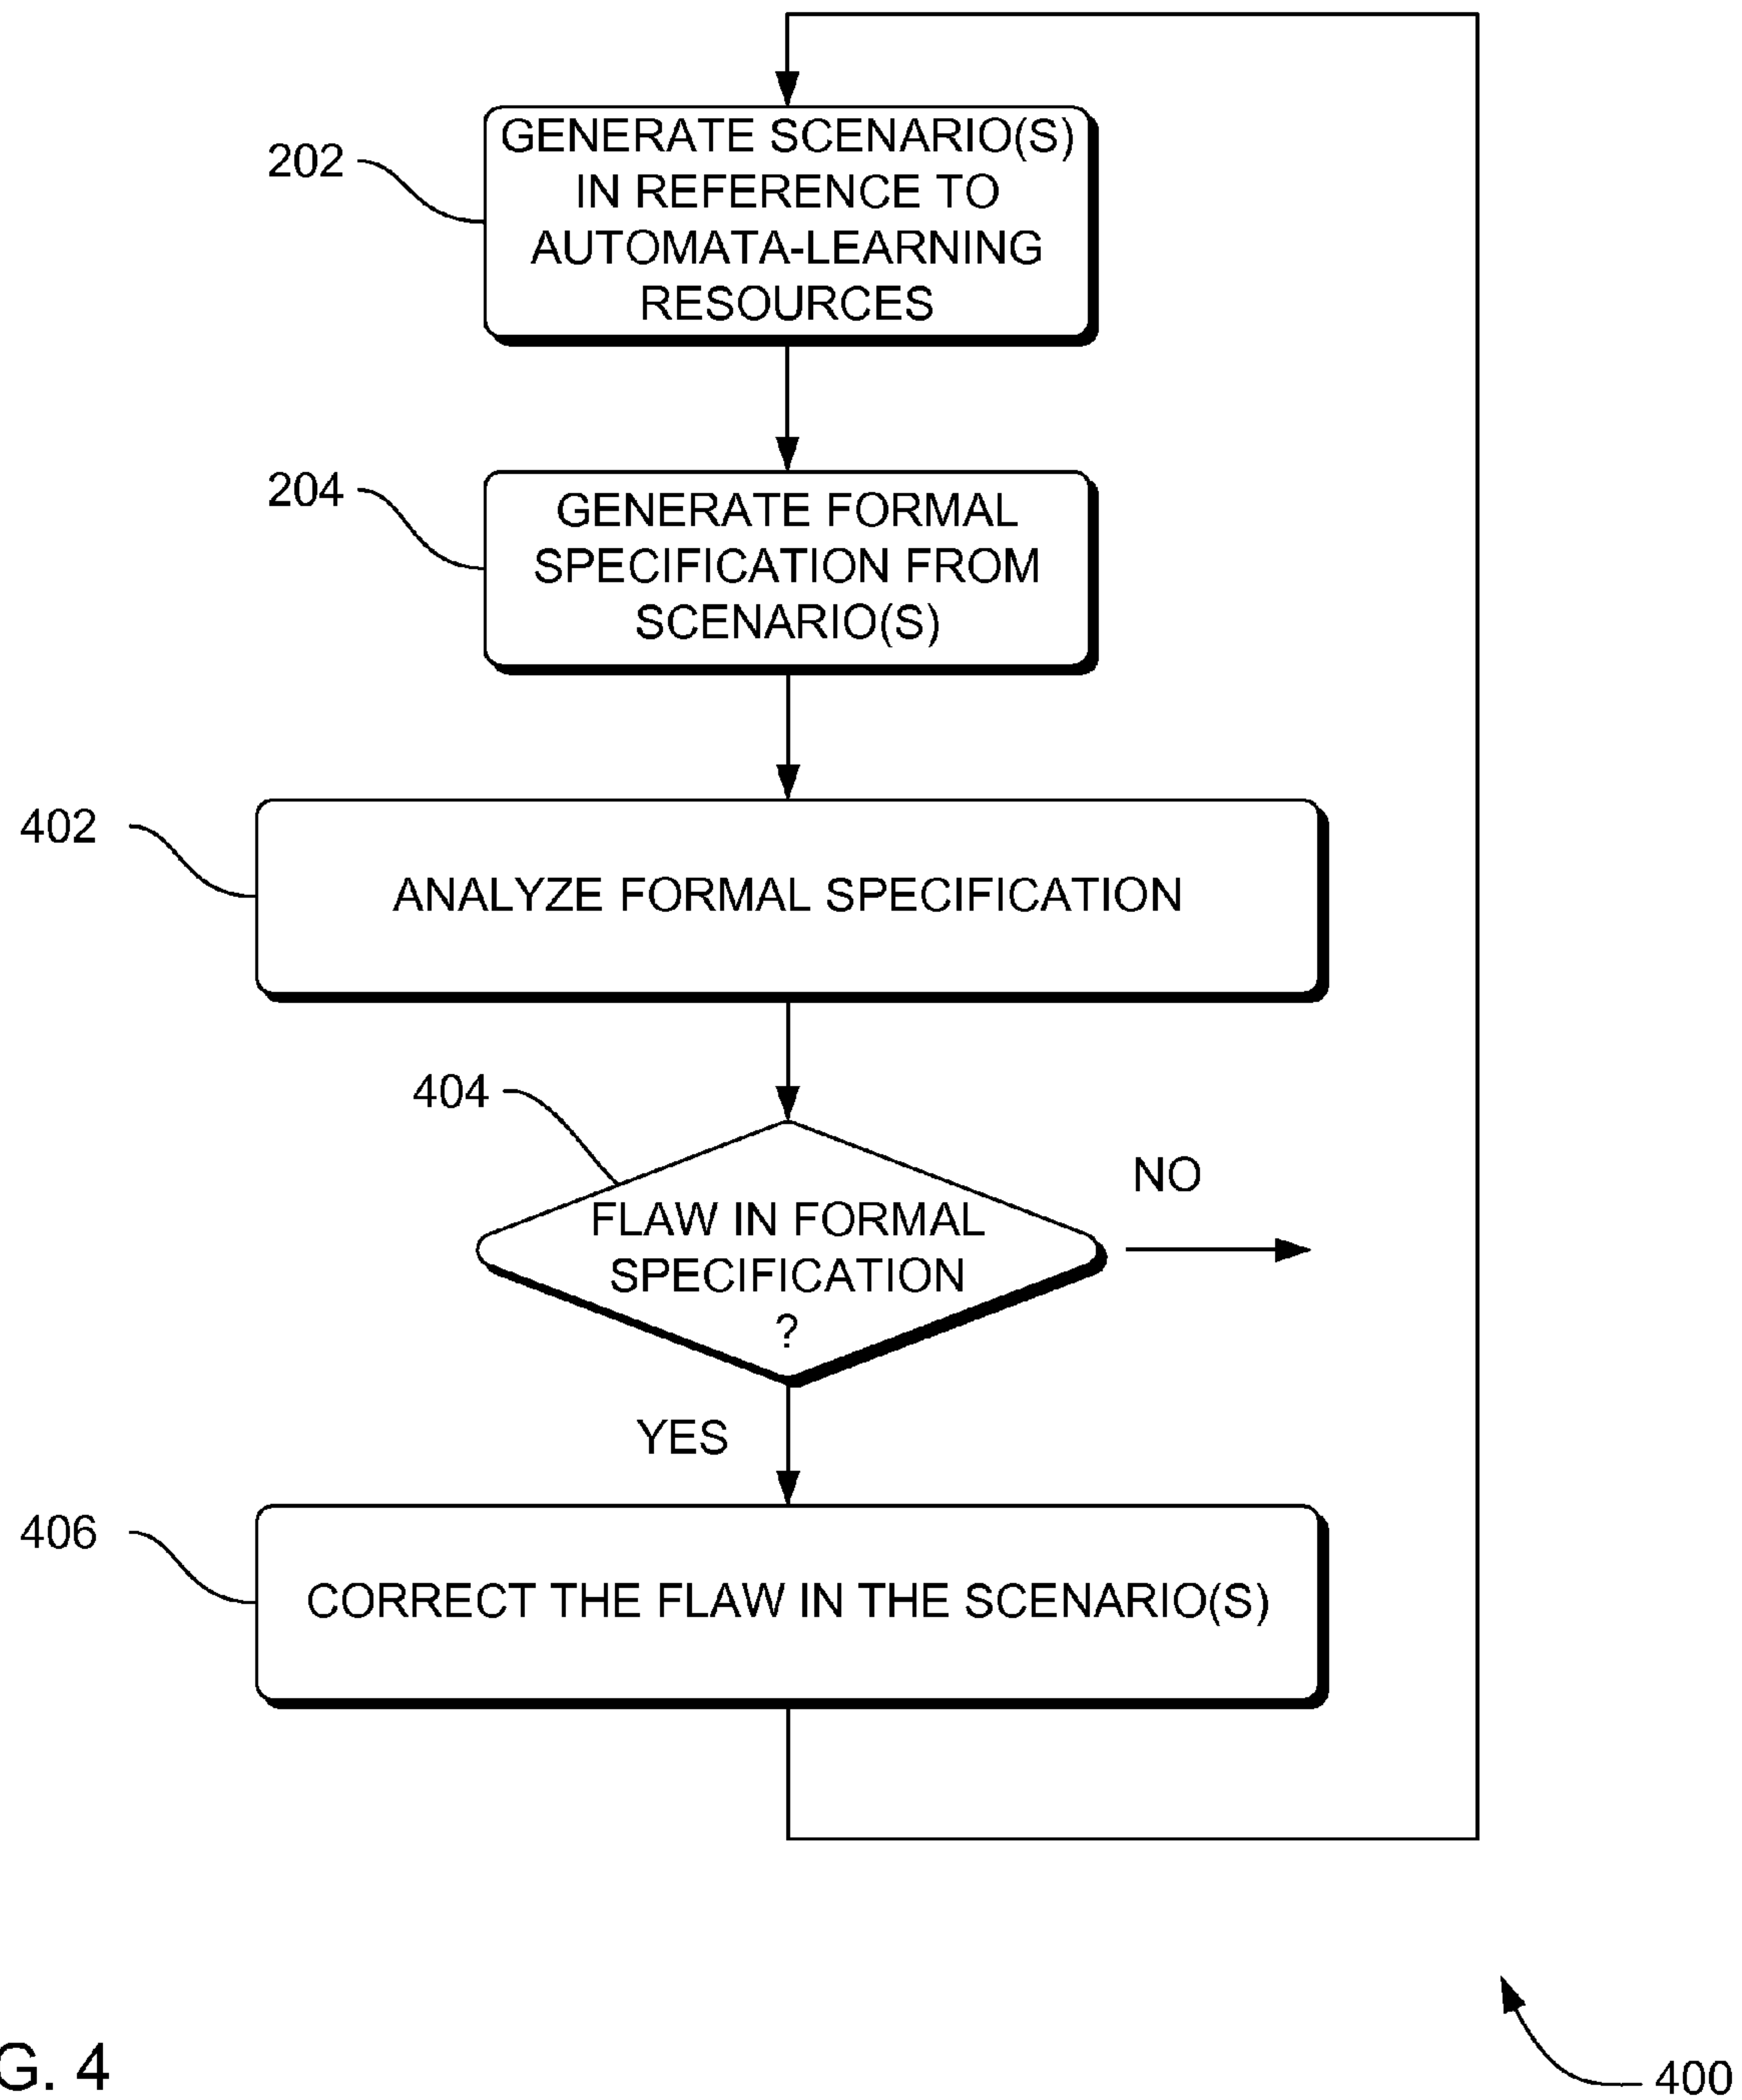 202
GENERATE SCENARIO(S)
IN REFERENCE TO
AUTOMATA-LEARNING
RESOURCES
204
GENERATE FORMAL
SPECIFICATION FROM
SCENARIO(S)
402
ANALYZE FORMAL SPECIFICATION
404
FLAW IN FORMAL
SPECIFICATION
?
NO
YES
406
CORRECT THE FLAW IN THE SCENARIO(S)
G. 4
400